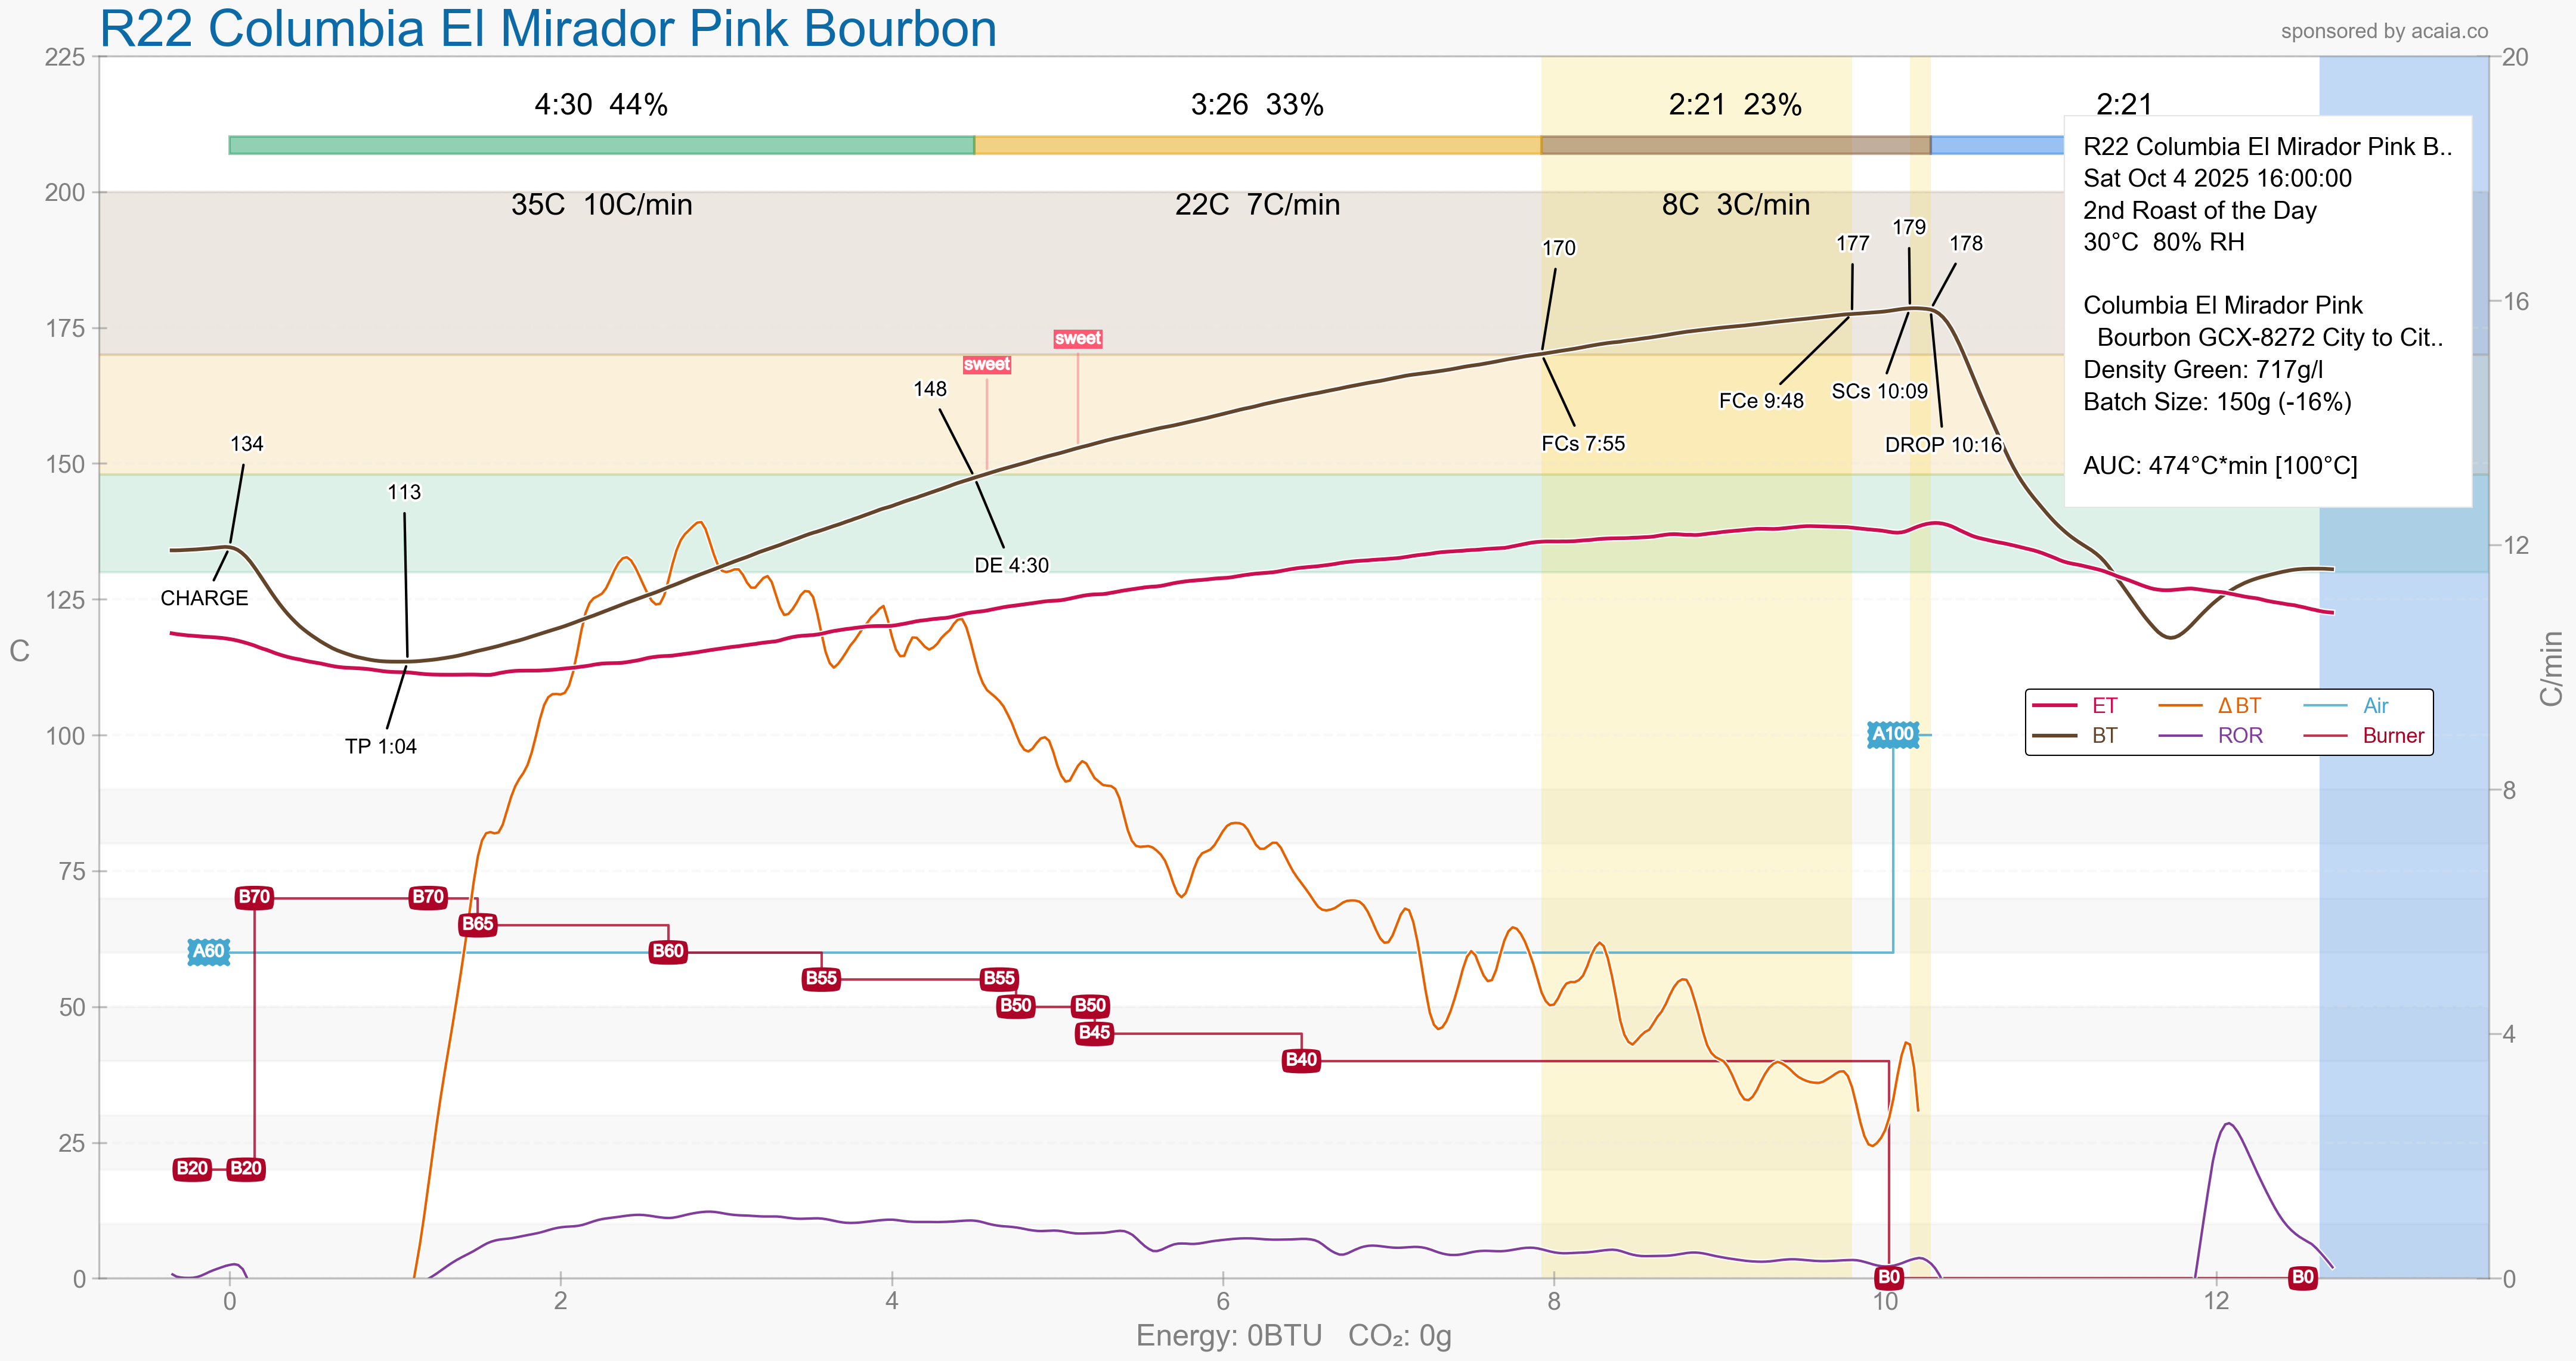 R22 Columbia El Mirador Pink Bourbon
sponsored by acaia.co
225
20
4:30 44%
3:26 33%
2:21 23%
2:21
R22 Columbia El Mirador Pink B..
Sat Oct 4 2025 16:00:00
2nd Roast of the Day
30°C 80% RH
Columbia El Mirador Pink
Bourbon GCX-8272 City to Cit..
Density Green: 717g/l
Batch Size: 150g (-16%)
AUC: 474°C*min [100°C]
200
35C 10C/min
22C 7C/min
8C 3C/min
179
170
177
178
16
175
sweet
sweet
148
FCe 9:48
SCs 10:09
134
FCs 7:55
DROP 10:16
150
113
12
DE 4:30
125
CHARGE
C
C/min
TP 1:04
100
A100
ET
Δ BT
Air
BT
ROR
Burner
8
75
B70
B70
B65
A60
B60
B55
B55
50
B50
B50
B45
4
B40
25
B20
B20
0
B0
B0
0
0
2
4
6
8
10
12
Energy: 0BTU CO₂: 0g